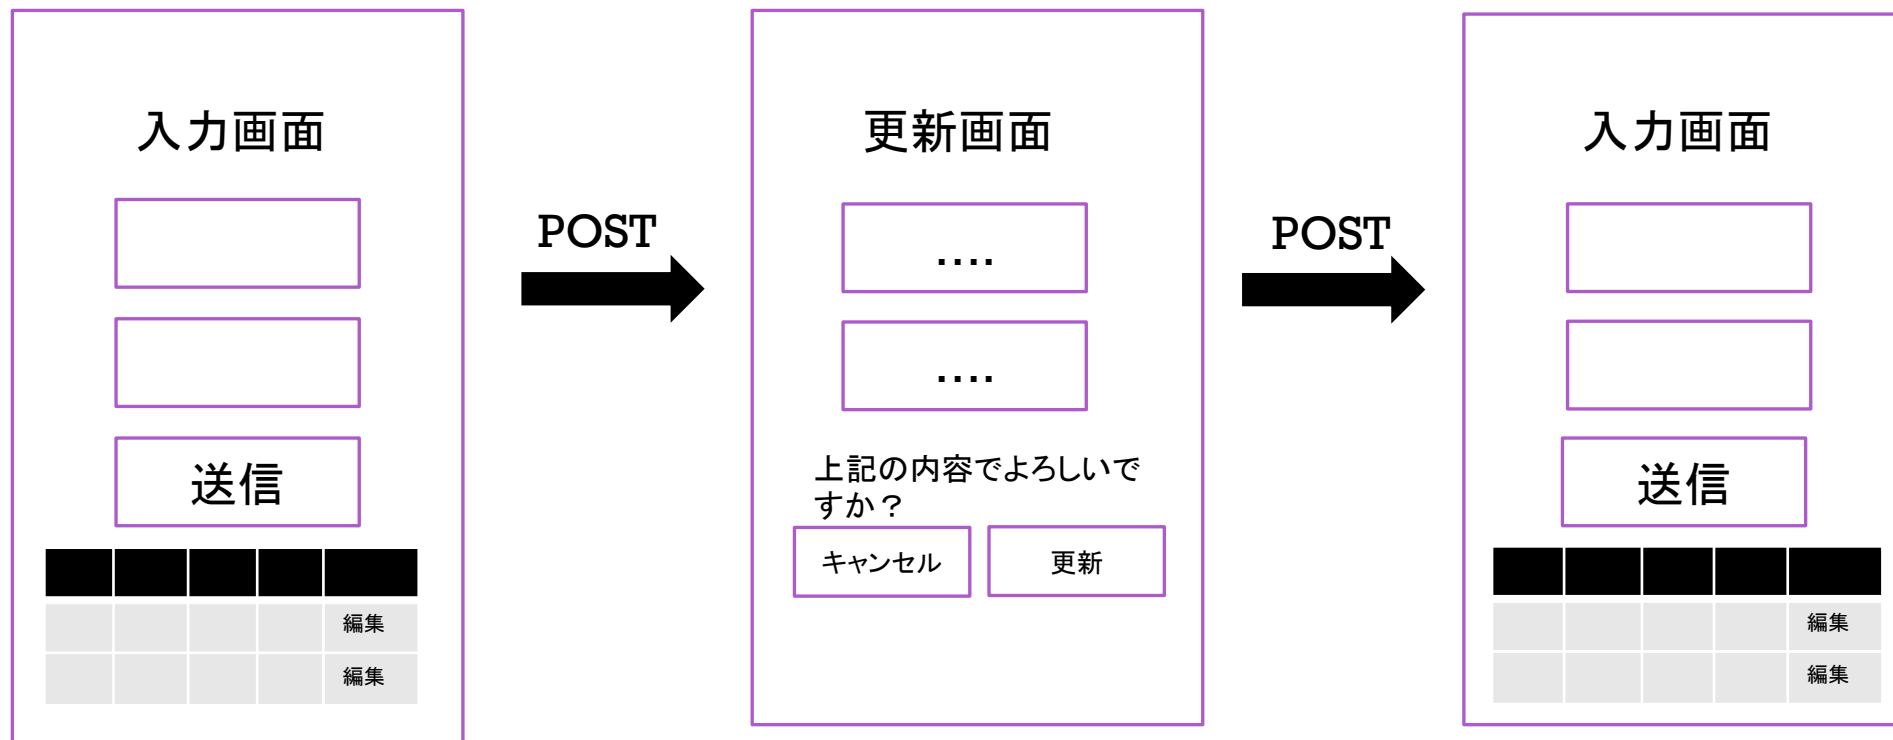 入力画面
送信
編集
編集
POST
更新画面
....
....
上記の内容でよろしいで
すか？
キャンセル
更新
POST
入力画面
送信
編集
編集